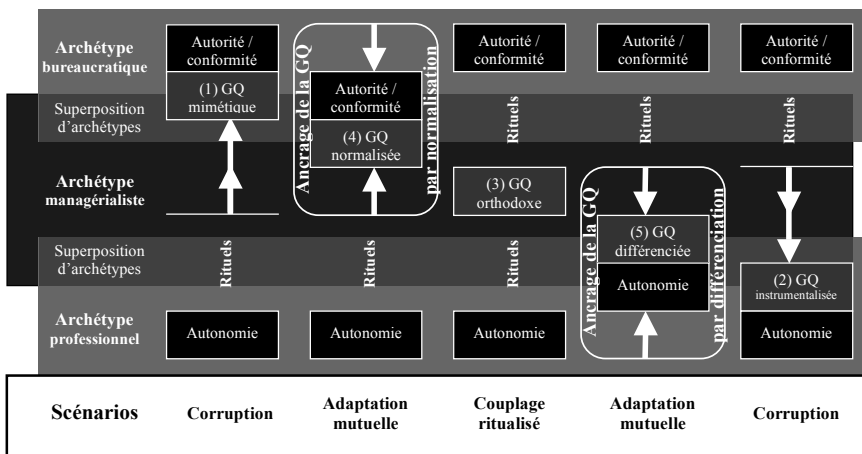 Archétype
bureaucratique
Autorité /
conformité
Autorité /
conformité
Autorité /
conformité
Autorité /
conformité
(1) GQ
mimétique
Ancrage de la GQ
Autorité /
conformité
(4) GQ
normalisée
par normalisation
Superposition
d'archétypes
Rituels
Rituels
Rituels
Archétype
managérialiste
(3) GQ
orthodoxe
Superposition
d'archétypes
Rituels
Rituels
Rituels
Ancrage de la GQ
(5) GQ
différenciée
Autonomie
par différenciation
(2) GQ
instrumentalisée
Autonomie
Archétype
professionnel
Autonomie
Autonomie
Autonomie
Scénarios
Corruption
Adaptation
mutuelle
Couplage
ritualisé
Adaptation
mutuelle
Corruption